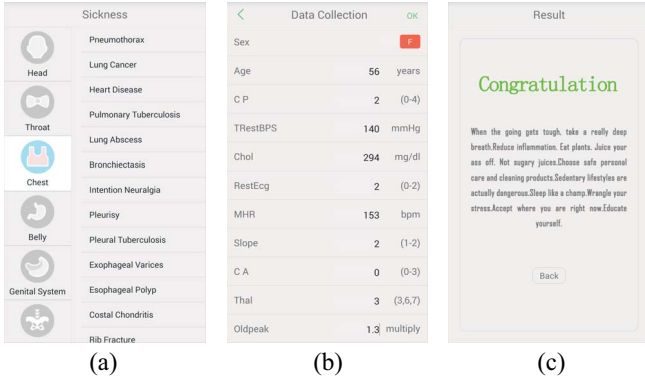 Sickness
Head
Throat
Chest
Belly
Genital System
Pneumothorax
Lung Cancer
Heart Disease
Pulmonary Tuberculosis
Lung Abscess
Bronchiectasis
Intention Neuralgia
Pleurisy
Pleural Tuberculosis
Exophageal Varices
Esophageal Polyp
Costal Chondritis
Rib Fracture
(a)
< Data Collection OK
Sex F
Age 56 years
C P 2 (0-4)
TRestBPS 140 mmHg
Chol 294 mg/dl
RestEcg 2 (0-2)
MHR 153 bpm
Slope 2 (1-2)
C A 0 (0-3)
Thal 3 (3,6,7)
Oldpeak 1.3 multiply
(b)
Result
Congratulation
When the going gets tough, take a really deep
breath.Reduce inflammation. Eat plants. Juice your
ass off. Not sugary juices.Choose safe personal
care and cleaning products.Sedentary lifestyles are
actually dangerous.Sleep like a champ.Wrangle your
stress.Accept where you are right now.Educate
yourself.
Back
(c)